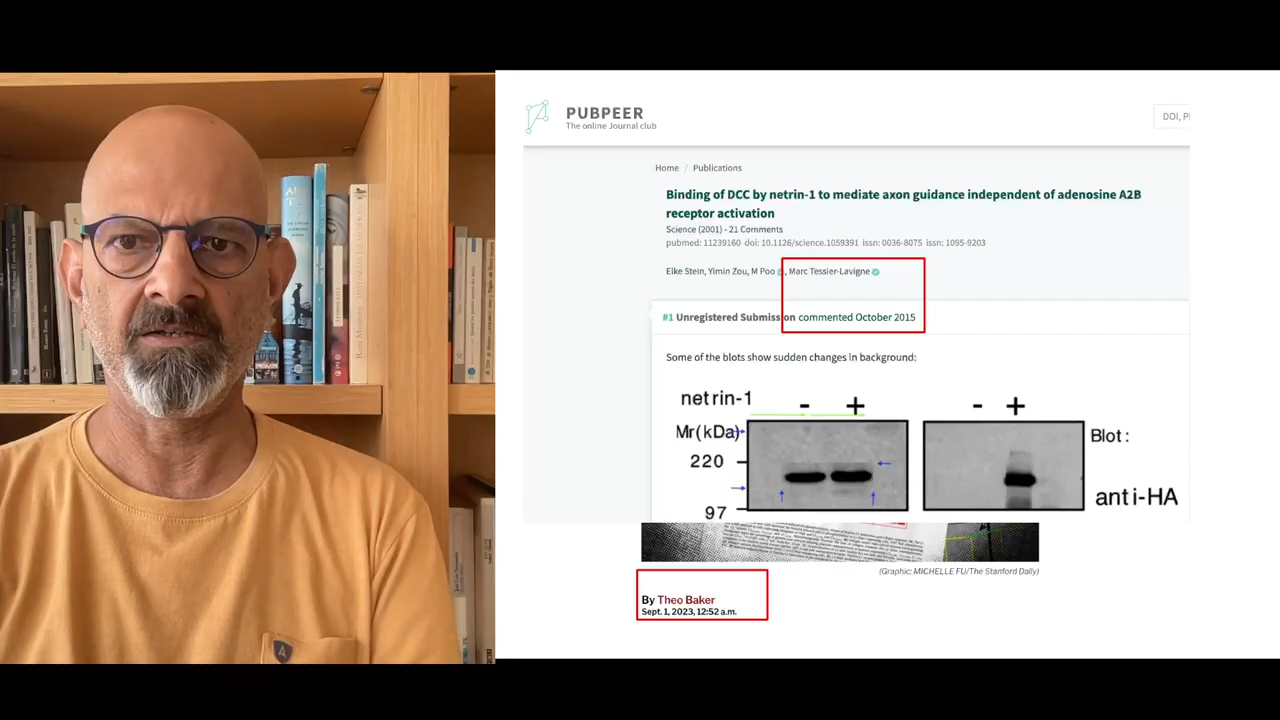 PUBPEER
The online Journal club
DOI, P
Home / Publications
Binding of DCC by netrin-1 to mediate axon guidance independent of adenosine A2B
receptor activation
Science (2001) - 21 Comments
pubmed: 11239160 doi: 10.1126/science.1059391 issn: 0036-8075 issn: 1095-9203
Elke Stein, Yimin Zou, M Poo, Marc Tessier-Lavigne
#1 Unregistered Submission commented October 2015
Some of the blots show sudden changes in background:
netrin-1 - + - +
Mr(kDa) Blot:
220
97 anti-HA
(Graphic: MICHELLE FU/The Stanford Daily)
By Theo Baker
Sept. 1, 2023, 12:52 a.m.